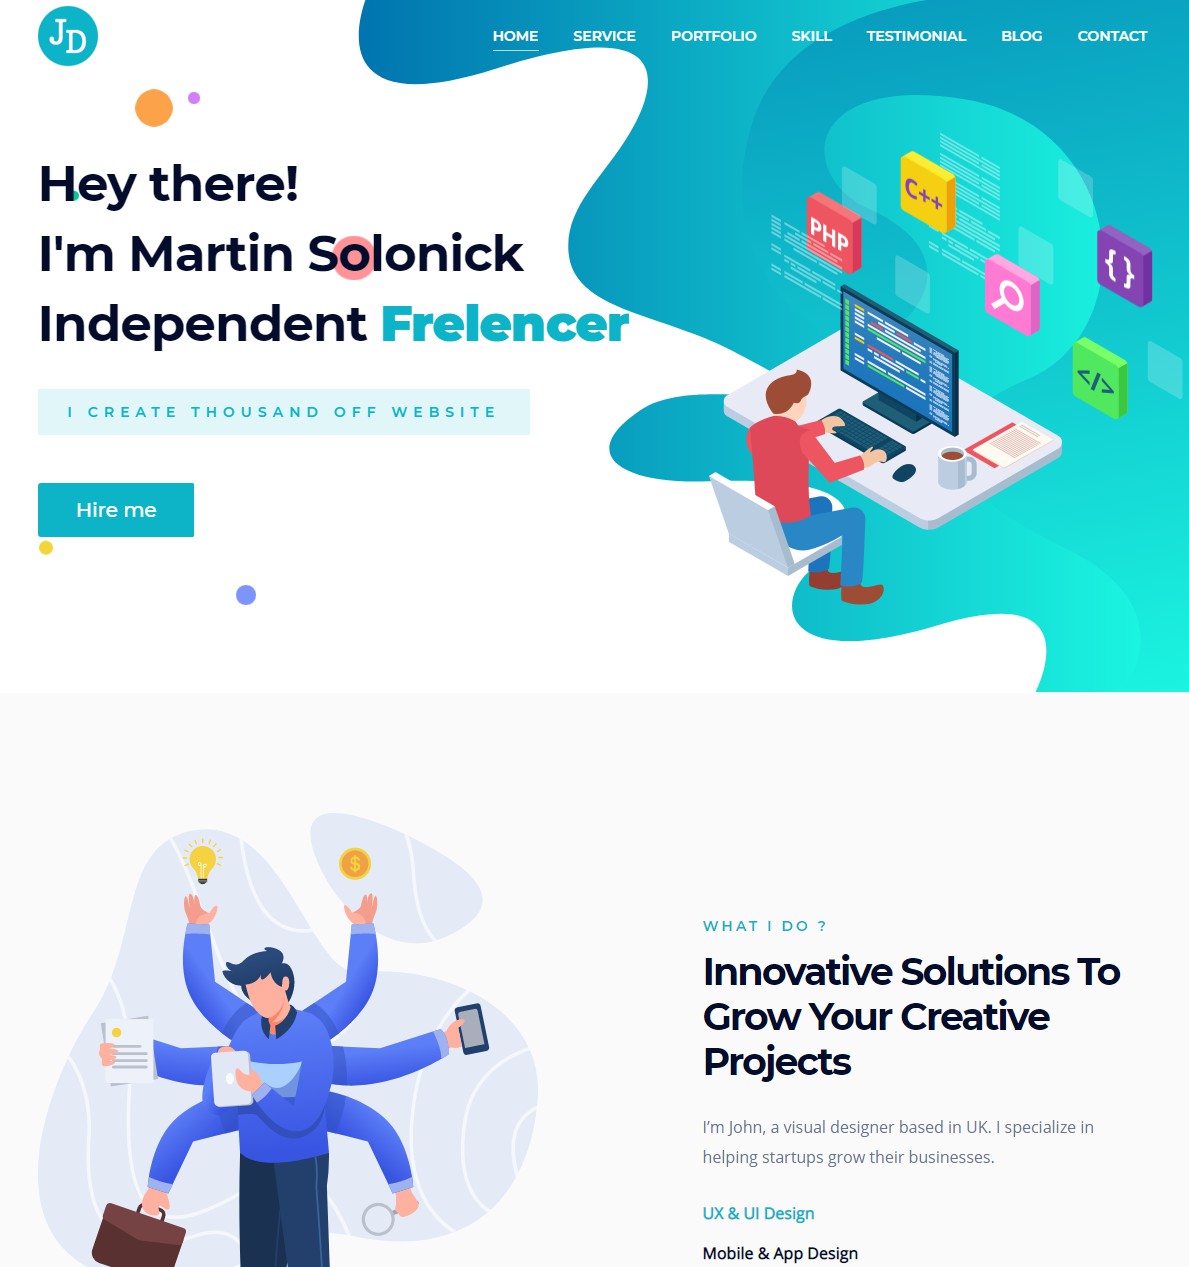 JD
HOME SERVICE PORTFOLIO SKILL TESTIMONIAL BLOG CONTACT
Hey there!
I'm Martin Solonick
Independent Frelencer
I CREATE THOUSAND OFF WEBSITE
Hire me
C++
PHP
{ }
</>
$
WHAT I DO ?
Innovative Solutions To
Grow Your Creative
Projects
I’m John, a visual designer based in UK. I specialize in
helping startups grow their businesses.
UX & UI Design
Mobile & App Design